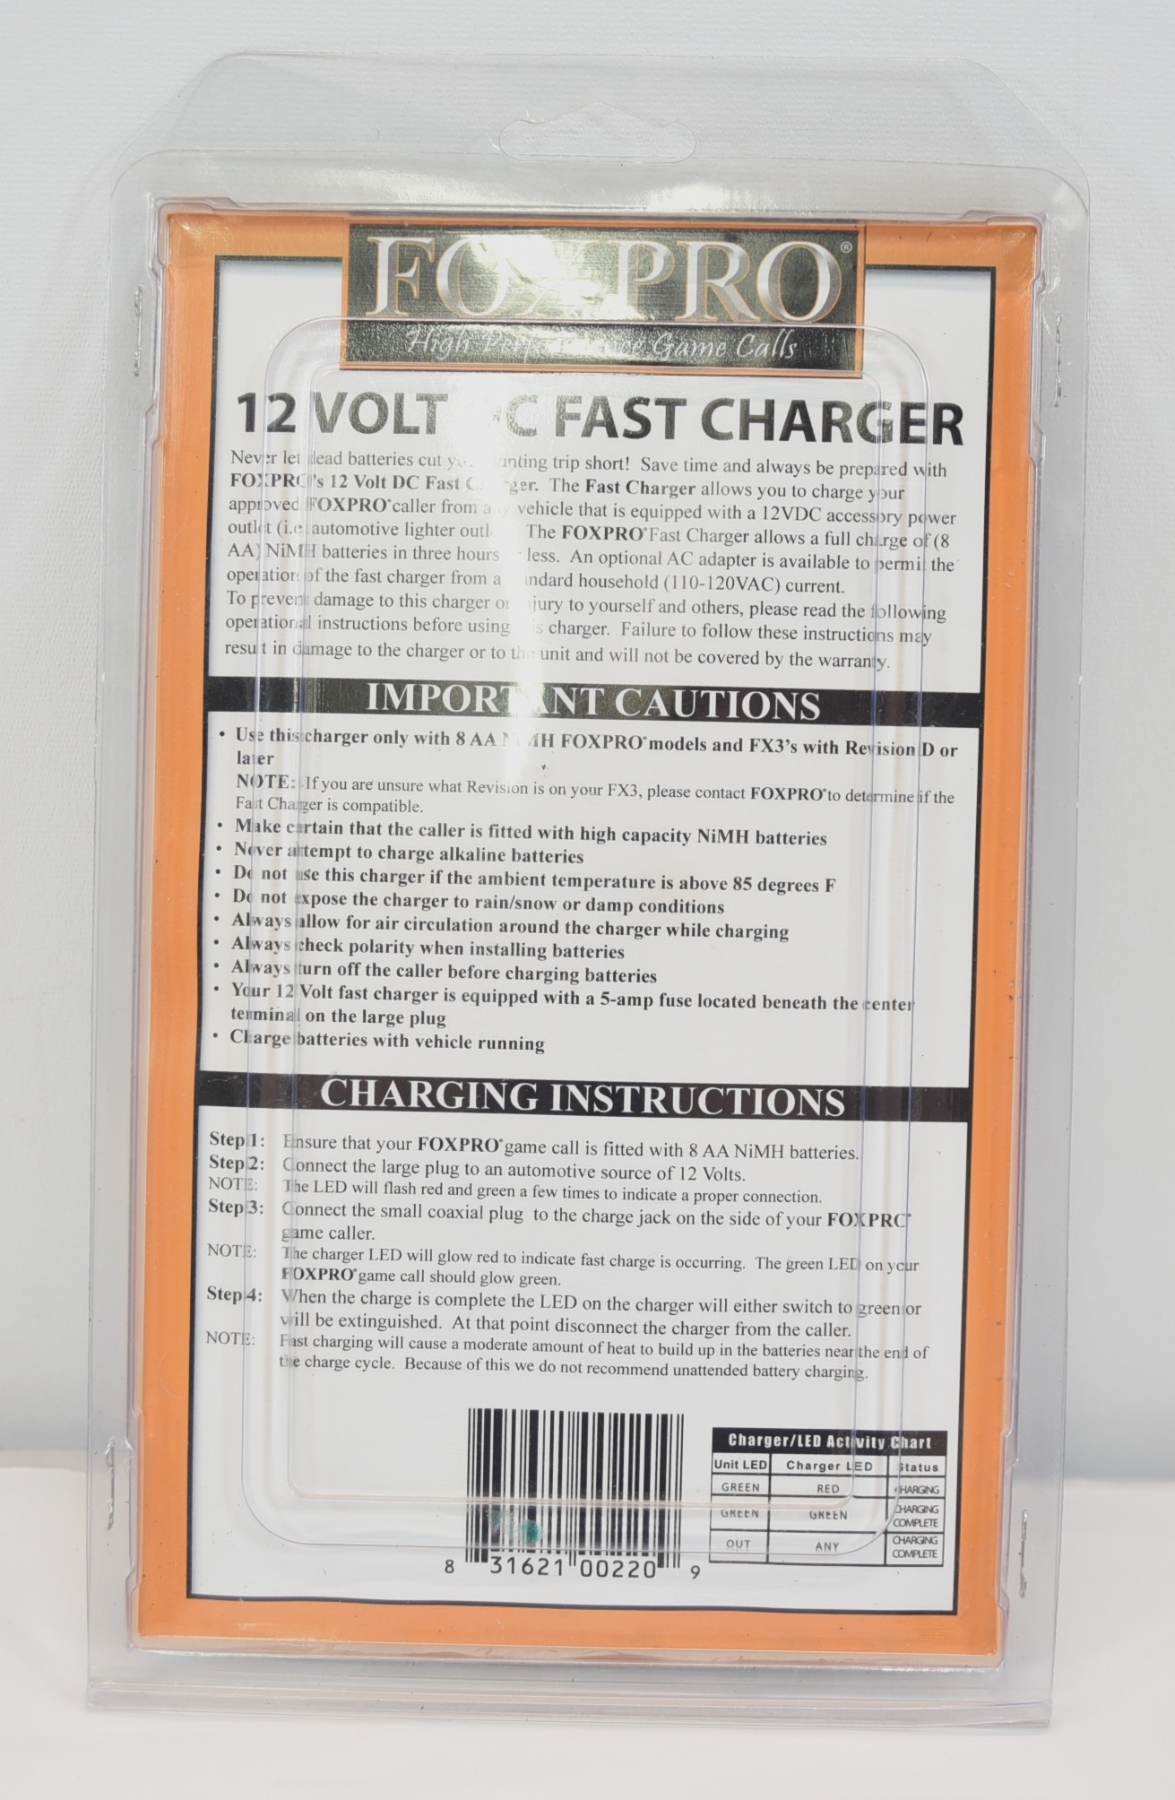 FOXPRO®
High Performance Game Calls
12 VOLT DC FAST CHARGER
Never let dead batteries cut your hunting trip short! Save time and always be prepared with
FOXPRO's 12 Volt DC Fast Charger. The Fast Charger allows you to charge your
approved FOXPRO® caller from any vehicle that is equipped with a 12VDC accessory power
outlet (i.e. automotive lighter outlet). The FOXPRO® Fast Charger allows a full charge of (8
AA) NiMH batteries in three hours or less. An optional AC adapter is available to permit the
operation of the fast charger from a standard household (110-120VAC) current.
To prevent damage to this charger or injury to yourself and others, please read the following
operational instructions before using this charger. Failure to follow these instructions may
result in damage to the charger or to the unit and will not be covered by the warranty.
IMPORTANT CAUTIONS
• Use this charger only with 8 AA NiMH FOXPRO® models and FX3's with Revision D or
later
NOTE: If you are unsure what Revision is on your FX3, please contact FOXPRO® to determine if the
Fast Charger is compatible.
• Make certain that the caller is fitted with high capacity NiMH batteries
• Never attempt to charge alkaline batteries
• Do not use this charger if the ambient temperature is above 85 degrees F
• Do not expose the charger to rain/snow or damp conditions
• Always allow for air circulation around the charger while charging
• Always check polarity when installing batteries
• Always turn off the caller before charging batteries
• Your 12 Volt fast charger is equipped with a 5-amp fuse located beneath the center
terminal on the large plug
• Charge batteries with vehicle running
CHARGING INSTRUCTIONS
Step 1: Ensure that your FOXPRO® game call is fitted with 8 AA NiMH batteries.
Step 2: Connect the large plug to an automotive source of 12 Volts.
NOTE: The LED will flash red and green a few times to indicate a proper connection.
Step 3: Connect the small coaxial plug to the charge jack on the side of your FOXPRO®
game caller.
NOTE: The charger LED will glow red to indicate fast charge is occurring. The green LED on your
FOXPRO® game call should glow green.
Step 4: When the charge is complete the LED on the charger will either switch to green or
will be extinguished. At that point disconnect the charger from the caller.
NOTE: Fast charging will cause a moderate amount of heat to build up in the batteries near the end of
the charge cycle. Because of this we do not recommend unattended battery charging.
Charger/LED Activity Chart
Unit LED Charger LED Status
GREEN RED CHARGING
GREEN GREEN CHARGING COMPLETE
OUT ANY CHARGING COMPLETE
8 31621 00220 9